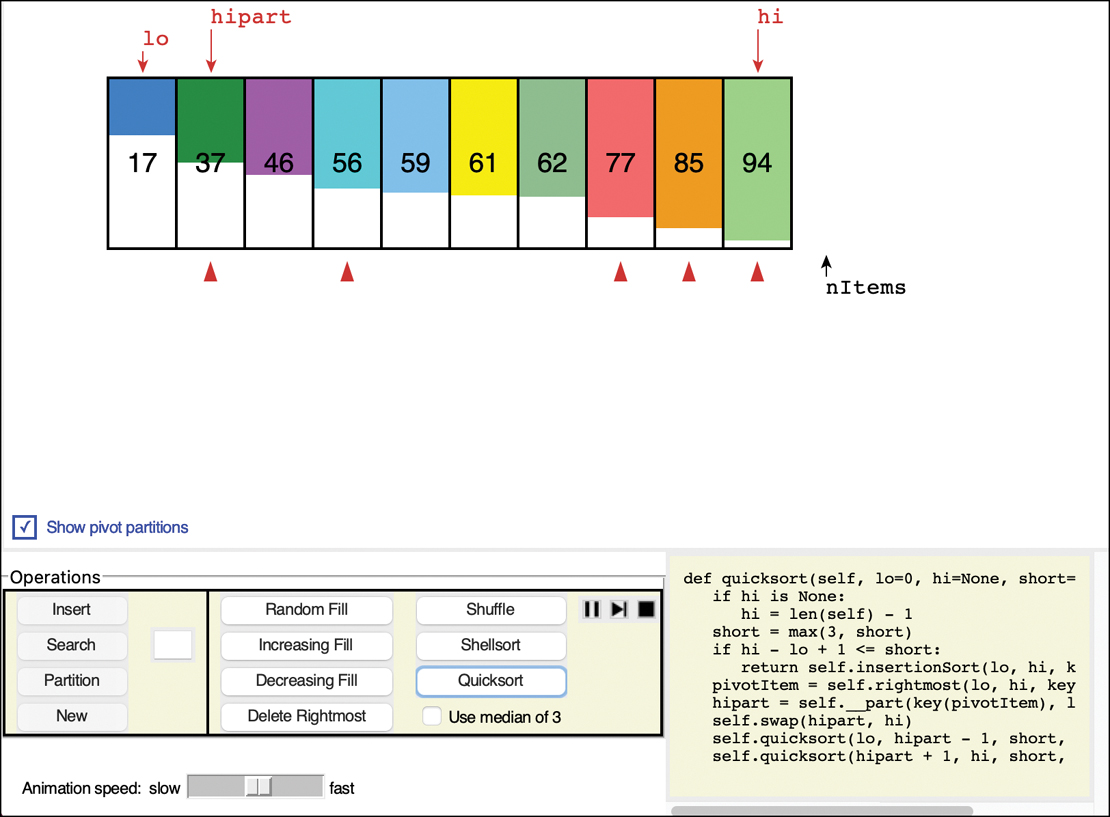 hipart
lo
hi
17 37 46 56 59 61 62 77 85 94
nItems
Show pivot partitions
Operations
Insert
Search
Partition
New
Random Fill
Increasing Fill
Decreasing Fill
Delete Rightmost
Shuffle
Shellsort
Quicksort
Use median of 3
Animation speed: slow fast
def quicksort(self, lo=0, hi=None, short=
if hi is None:
hi = len(self) - 1
short = max(3, short)
if hi - lo + 1 <= short:
return self.insertionSort(lo, hi, k
pivotItem = self.rightmost(lo, hi, key
hipart = self.__part(key(pivotItem), l
self.swap(hipart, hi)
self.quicksort(lo, hipart - 1, short,
self.quicksort(hipart + 1, hi, short,